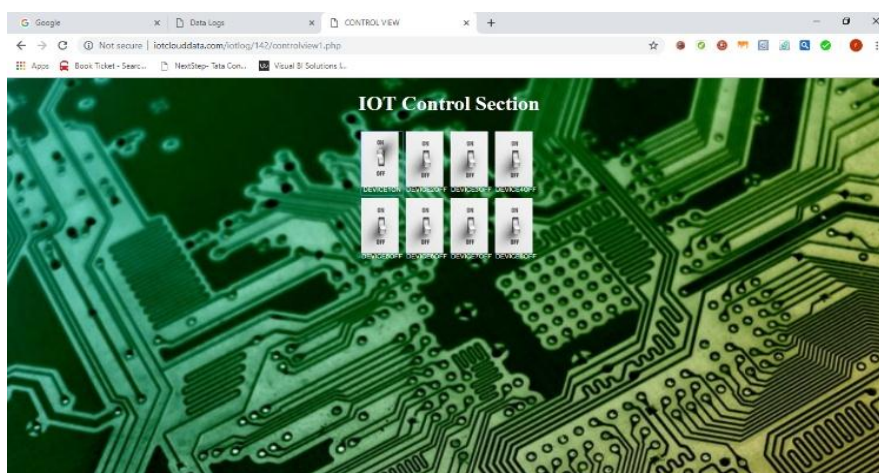 Google
Data Logs
CONTROL VIEW
Not secure | iotclouddata.com/iotlog/142/controlview1.php
Apps
Book Ticket - Searc...
NextStep- Tata Con...
Visual BI Solutions I...
IOT Control Section
ON ON ON ON
OFF OFF OFF OFF
DEVICE1ON DEVICE2OFF DEVICE3OFF DEVICE4OFF
ON ON ON ON
OFF OFF OFF OFF
DEVICE5OFF DEVICE6OFF DEVICE7OFF DEVICE8OFF